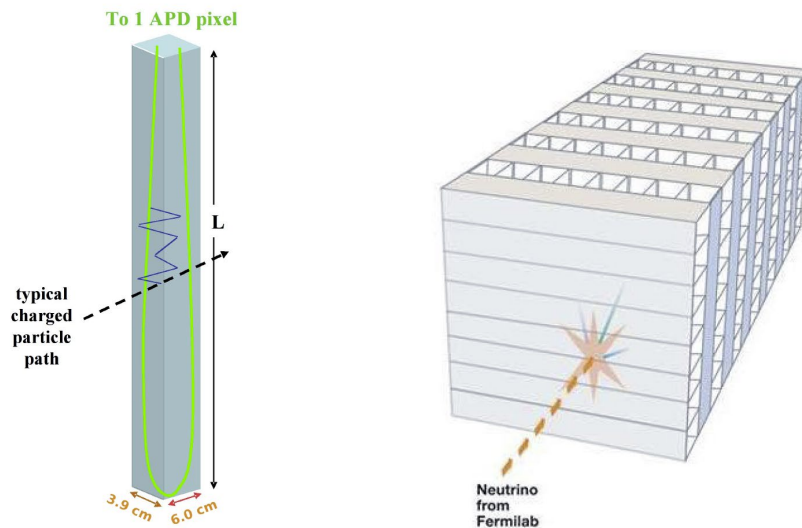 To 1 APD pixel
L
typical
charged
particle
path
3.9 cm
6.0 cm
Neutrino
from
Fermilab